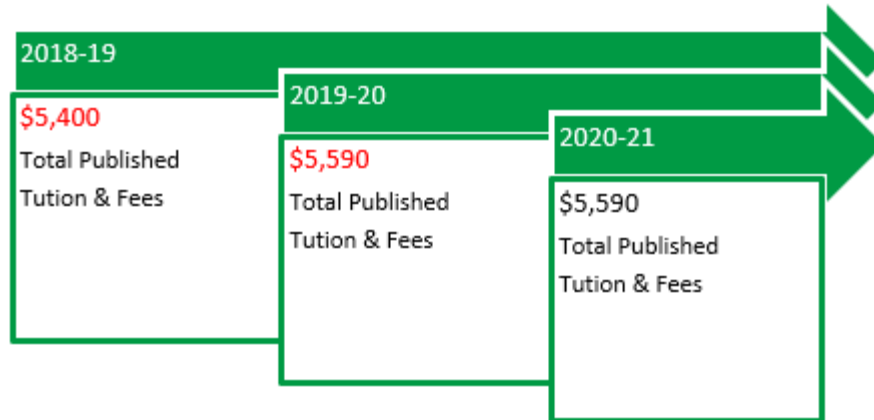 2018-19
$5,400
Total Published
Tution & Fees
2019-20
$5,590
Total Published
Tution & Fees
2020-21
$5,590
Total Published
Tution & Fees